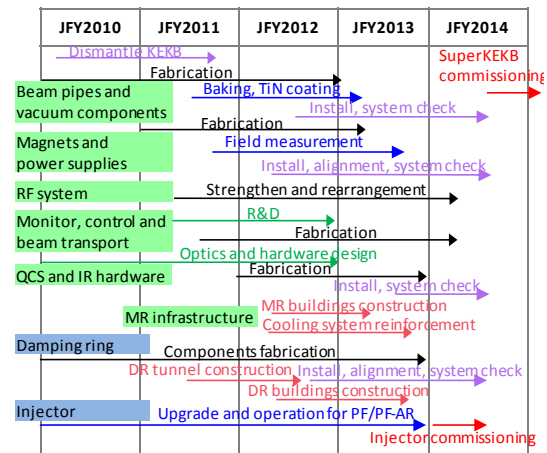 JFY2010 JFY2011 JFY2012 JFY2013 JFY2014
Dismantle KEKB
SuperKEKB
commissioning
Fabrication
Beam pipes and
vacuum components
Baking, TiN coating
Install, system check
Fabrication
Magnets and
power supplies
Field measurement
Install, alignment, system check
RF system
Strengthen and rearrangement
Monitor, control and
beam transport
R&D
Fabrication
Optics and hardware design
QCS and IR hardware
Fabrication
Install, system check
MR infrastructure
MR buildings construction
Cooling system reinforcement
Damping ring
Components fabrication
DR tunnel construction
Install, alignment, system check
DR buildings construction
Injector
Upgrade and operation for PF/PF-AR
Injector commissioning